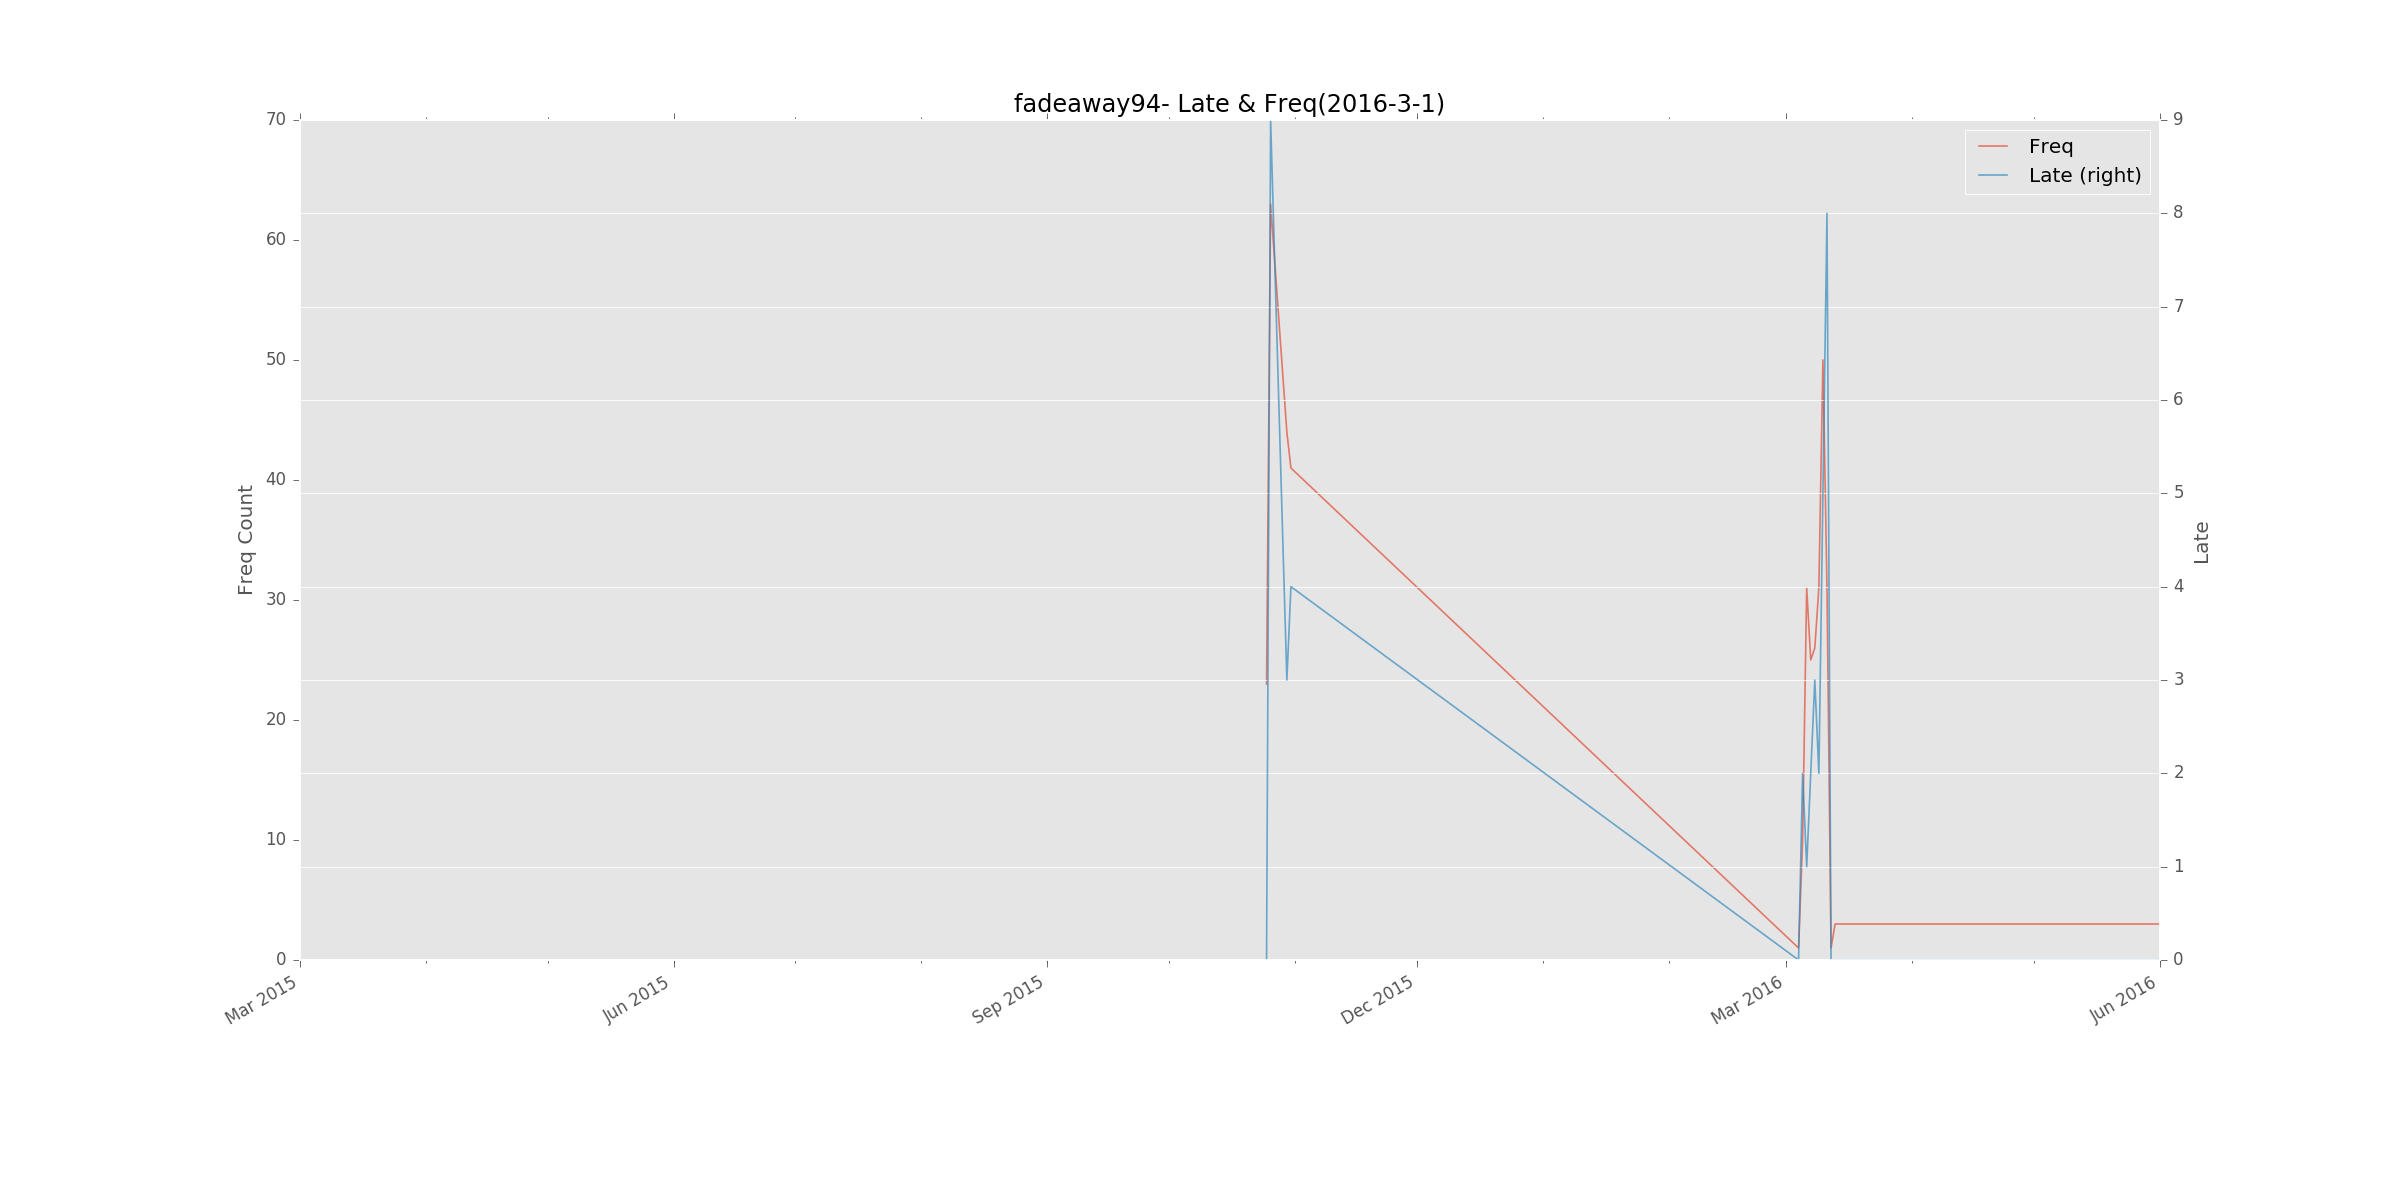 fadeaway94- Late & Freq(2016-3-1)
Freq
Late (right)
70
60
50
40
30
20
10
0
Freq Count
9
8
7
6
5
4
3
2
1
0
Late
Mar 2015
Jun 2015
Sep 2015
Dec 2015
Mar 2016
Jun 2016